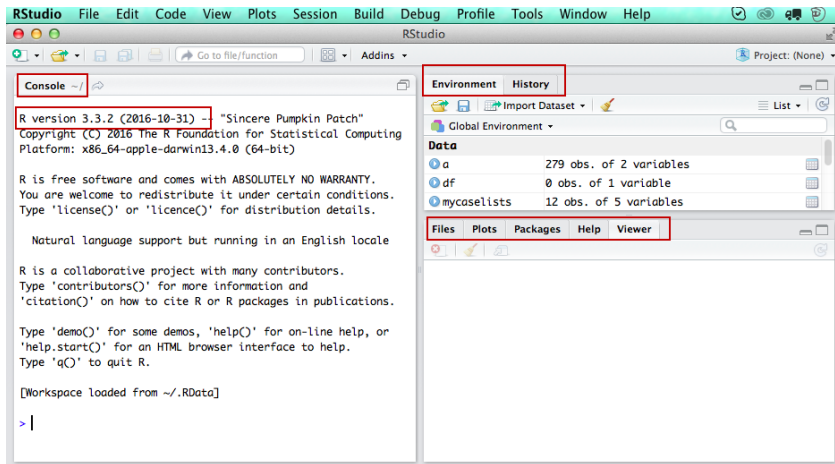 RStudio File Edit Code View Plots Session Build Debug Profile Tools Window Help
RStudio
Go to file/function Addins Project: (None)
Console ~/
R version 3.3.2 (2016-10-31) -- "Sincere Pumpkin Patch"
Copyright (C) 2016 The R Foundation for Statistical Computing
Platform: x86_64-apple-darwin13.4.0 (64-bit)
R is free software and comes with ABSOLUTELY NO WARRANTY.
You are welcome to redistribute it under certain conditions.
Type 'license()' or 'licence()' for distribution details.
Natural language support but running in an English locale
R is a collaborative project with many contributors.
Type 'contributors()' for more information and
'citation()' on how to cite R or R packages in publications.
Type 'demo()' for some demos, 'help()' for on-line help, or
'help.start()' for an HTML browser interface to help.
Type 'q()' to quit R.
[Workspace loaded from ~/.RData]
>
Environment History
Import Dataset List
Global Environment
Data
a 279 obs. of 2 variables
df 0 obs. of 1 variable
mycaselists 12 obs. of 5 variables
Files Plots Packages Help Viewer